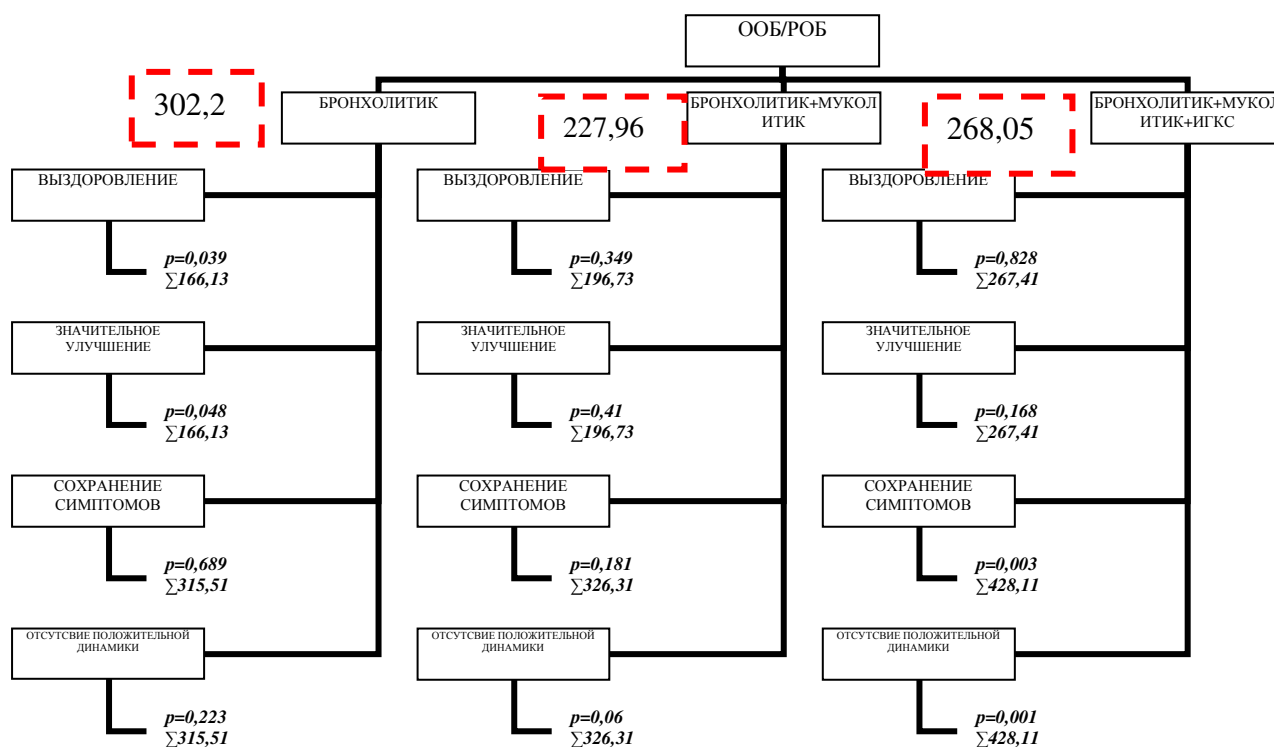 ООБ/РОБ
302,2
БРОНХОЛИТИК
227,96
БРОНХОЛИТИК+МУКОЛ
ИТИК
268,05
БРОНХОЛИТИК+МУКОЛ
ИТИК+ИГКС
ВЫЗДОРОВЛЕНИЕ
p=0,039
∑166,13
ЗНАЧИТЕЛЬНОЕ
УЛУЧШЕНИЕ
p=0,048
∑166,13
СОХРАНЕНИЕ
СИМПТОМОВ
p=0,689
∑315,51
ОТСУТСВИЕ ПОЛОЖИТЕЛЬНОЙ
ДИНАМИКИ
p=0,223
∑315,51
ВЫЗДОРОВЛЕНИЕ
p=0,349
∑196,73
ЗНАЧИТЕЛЬНОЕ
УЛУЧШЕНИЕ
p=0,41
∑196,73
СОХРАНЕНИЕ
СИМПТОМОВ
p=0,181
∑326,31
ОТСУТСВИЕ ПОЛОЖИТЕЛЬНОЙ
ДИНАМИКИ
p=0,06
∑326,31
ВЫЗДОРОВЛЕНИЕ
p=0,828
∑267,41
ЗНАЧИТЕЛЬНОЕ
УЛУЧШЕНИЕ
p=0,168
∑267,41
СОХРАНЕНИЕ
СИМПТОМОВ
p=0,003
∑428,11
ОТСУТСВИЕ ПОЛОЖИТЕЛЬНОЙ
ДИНАМИКИ
p=0,001
∑428,11